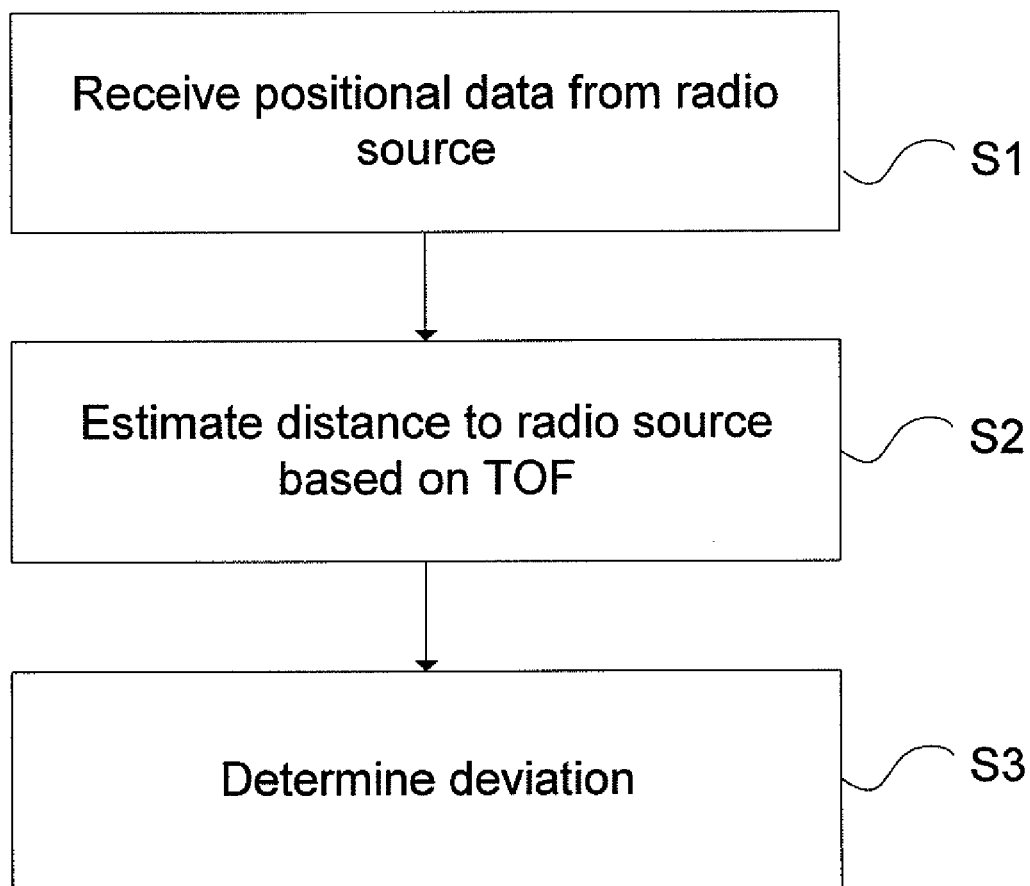 Receive positional data from radio
source
S1
Estimate distance to radio source
based on TOF
S2
Determine deviation
S3